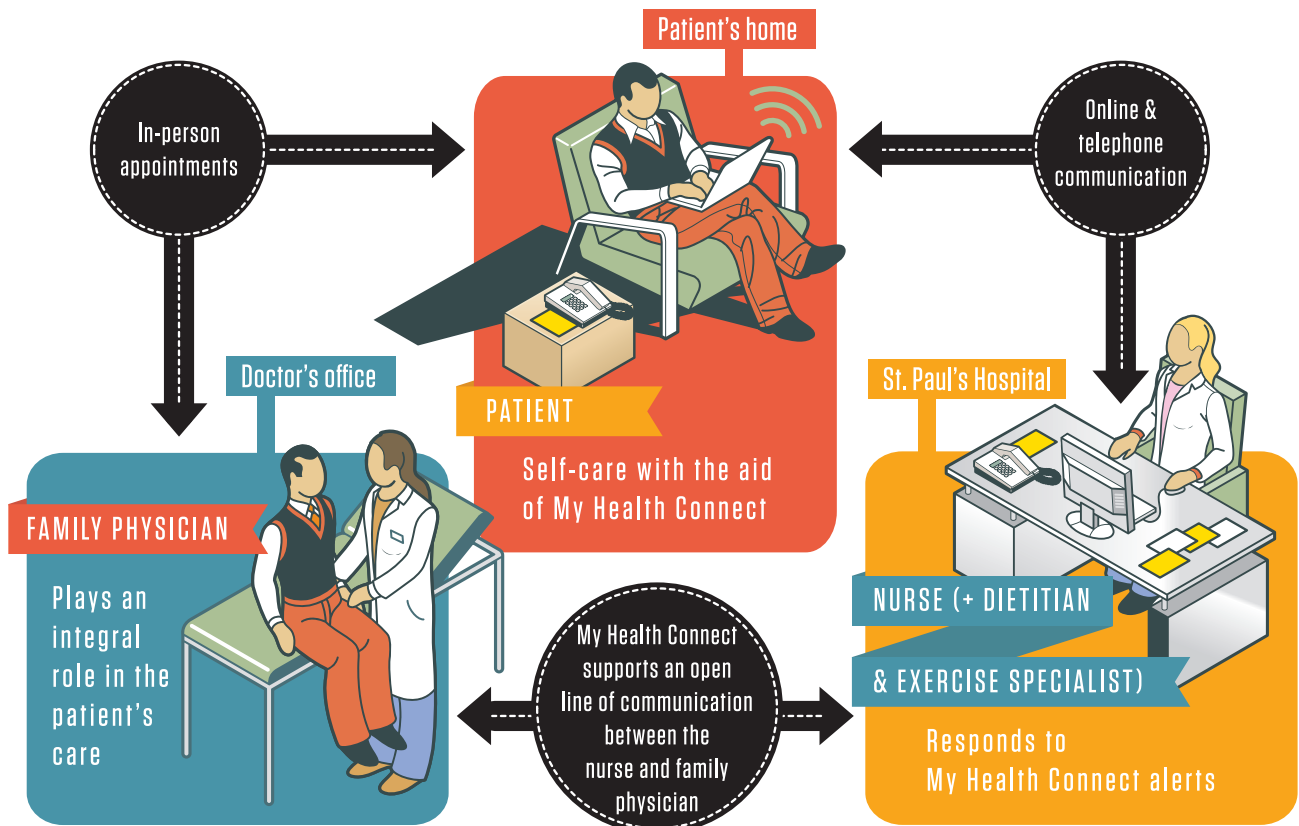 Patient's home
In-person
appointments
Online &
telephone
communication
Doctor's office
PATIENT
Self-care with the aid
of My Health Connect
St. Paul's Hospital
FAMILY PHYSICIAN
Plays an
integral
role in the
patient's
care
My Health Connect
supports an open
line of communication
between the
nurse and family
physician
NURSE (+ DIETITIAN
& EXERCISE SPECIALIST)
Responds to
My Health Connect alerts